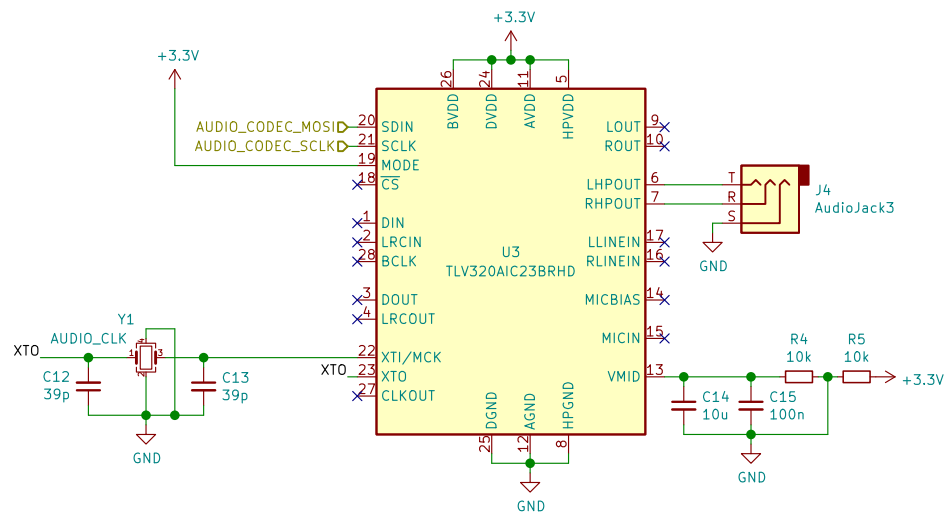 +3.3V
+3.3V
26
24
11
5
BVDD
DVDD
AVDD
HPVDD
AUDIO_CODEC_MOSI
20
SDIN
AUDIO_CODEC_SCLK
21
SCLK
19
MODE
18
CS
1
DIN
2
LRCIN
28
BCLK
3
DOUT
4
LRCOUT
22
XTI/MCK
XTO
23
XTO
27
CLKOUT
U3
TLV320AIC23BRHD
LOUT
9
ROUT
10
LHPOUT
6
RHPOUT
7
LLINEIN
17
RLINEIN
16
MICBIAS
14
MICIN
15
VMID
13
DGND
AGND
HPGND
25
12
8
GND
T
R
S
J4
AudioJack3
GND
Y1
AUDIO_CLK
XTO
1
4
3
2
C12
39p
C13
39p
GND
R4
10k
R5
10k
+3.3V
C14
10u
C15
100n
GND